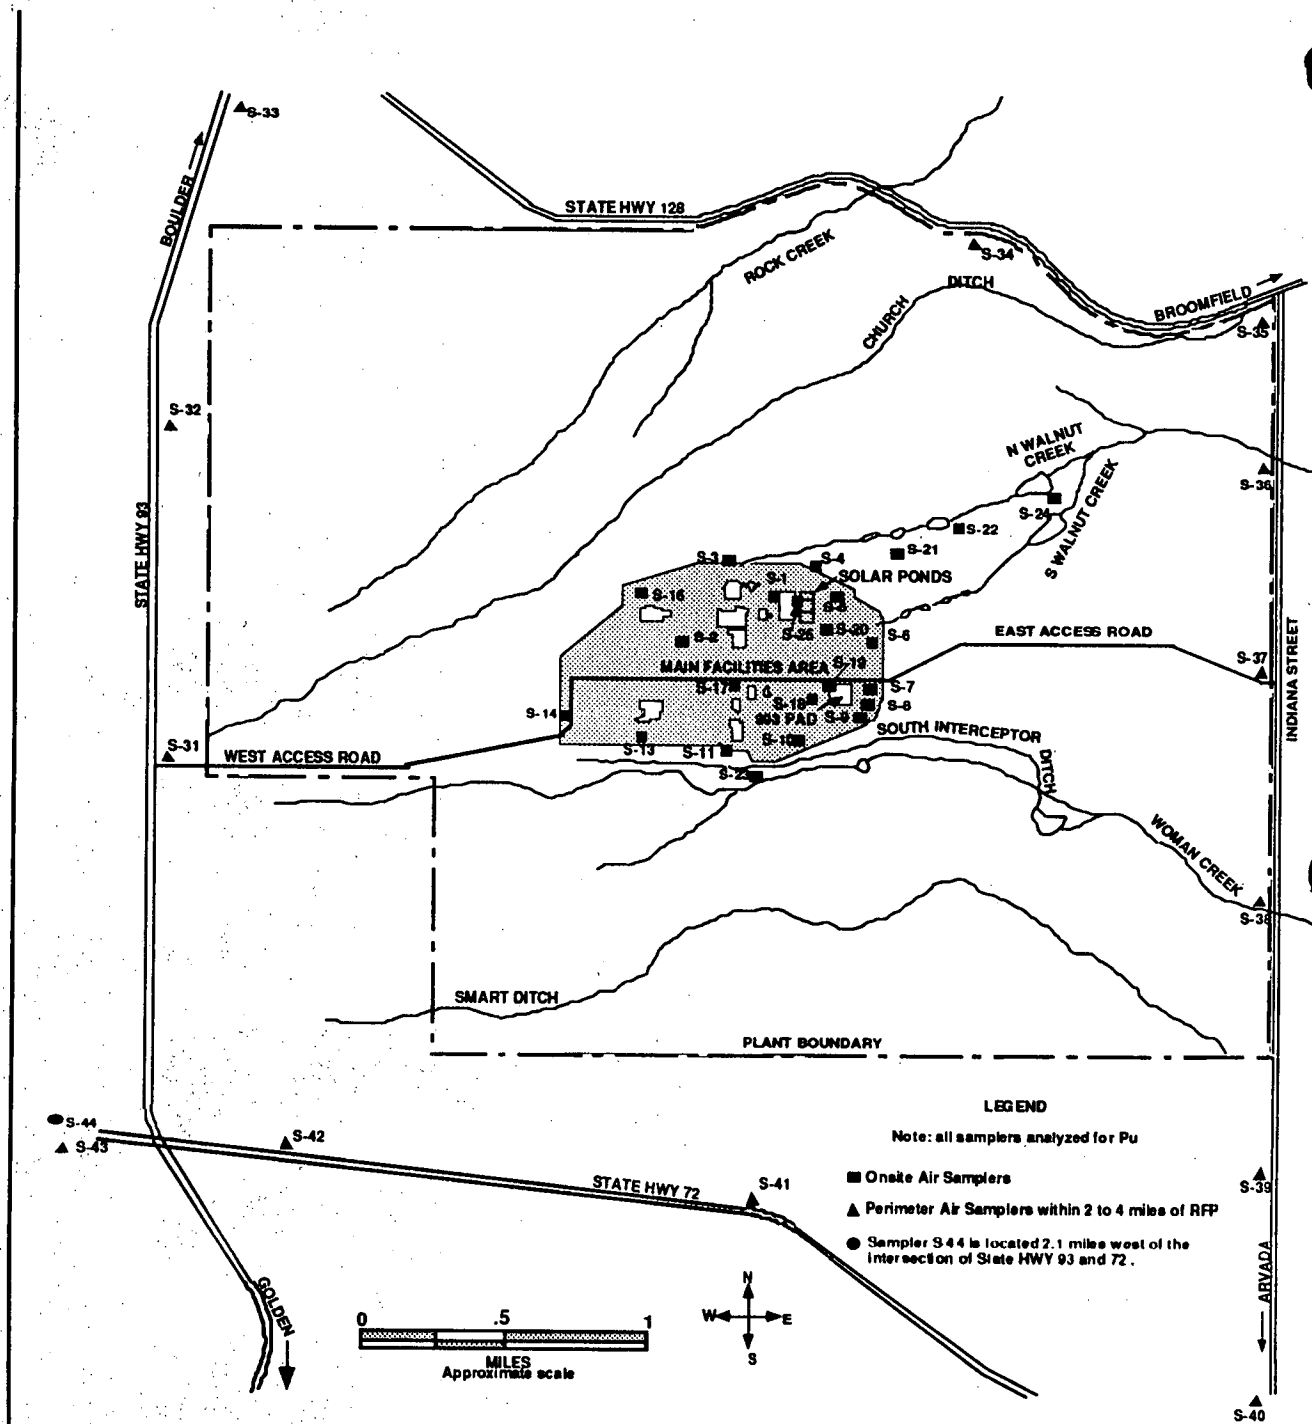 S-33
BOULDER
STATE HWY 128
ROCK CREEK
S-34
DITCH
CHURCH
BROOMFIELD
S-35
S-32
N WALNUT
CREEK
S-36
STATE HWY 93
S-24
S WALNUT CREEK
S-22
S-21
S-3
S-4
SOLAR PONDS
S-1
S-16
S-5
S-25
S-20
S-6
EAST ACCESS ROAD
INDIANA STREET
S-2
MAIN FACILITIES AREA
S-19
S-37
S-17
S-7
S-18
S-8
903 PAD
S-9
S-14
S-13
S-11
S-10
SOUTH INTERCEPTOR
DITCH
S-31
WEST ACCESS ROAD
S-23
WOMAN CREEK
S-38
SMART DITCH
PLANT BOUNDARY
LEGEND
Note: all samplers analyzed for Pu
Onsite Air Samplers
Perimeter Air Samplers within 2 to 4 miles of RFP
Sampler S-44 is located 2.1 miles west of the
intersection of State HWY 93 and 72 .
S-44
S-43
S-42
STATE HWY 72
S-41
S-39
ARVADA
GOLDEN
0 .5 1
MILES
Approximate scale
N
W E
S
S-40